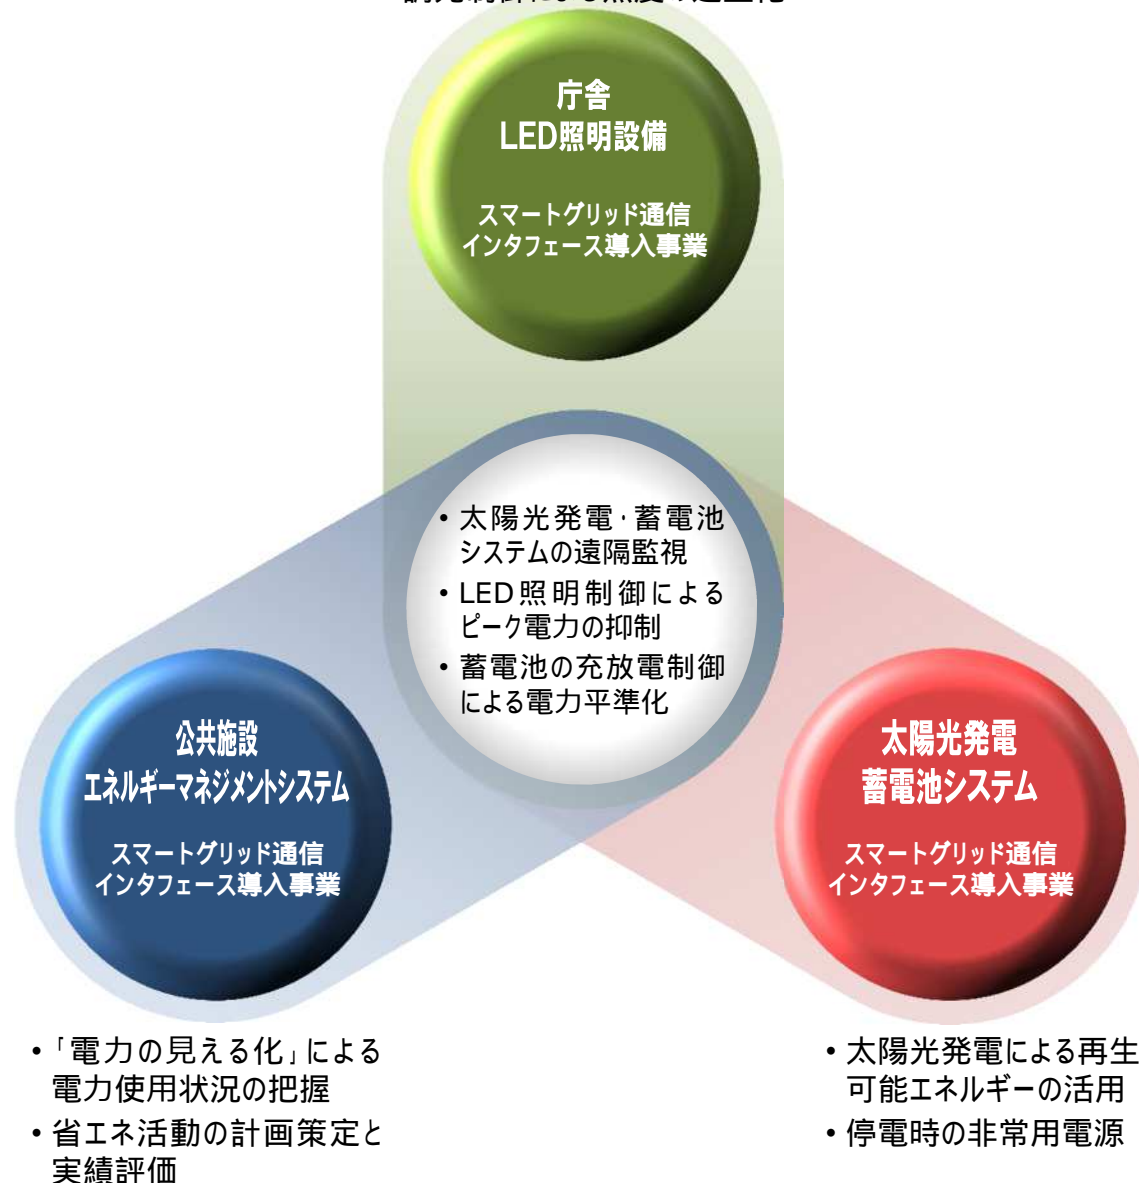 庁舎
LED照明設備
スマートグリッド通信
インタフェース導入事業
• 太陽光発電・蓄電池
システムの遠隔監視
• LED照明制御による
ピーク電力の抑制
• 蓄電池の充放電制御
による電力平準化
公共施設
エネルギーマネジメントシステム
スマートグリッド通信
インタフェース導入事業
太陽光発電
蓄電池システム
スマートグリッド通信
インタフェース導入事業
• 「電力の見える化」による
電力使用状況の把握
• 省エネ活動の計画策定と
実績評価
• 太陽光発電による再生
可能エネルギーの活用
• 停電時の非常用電源